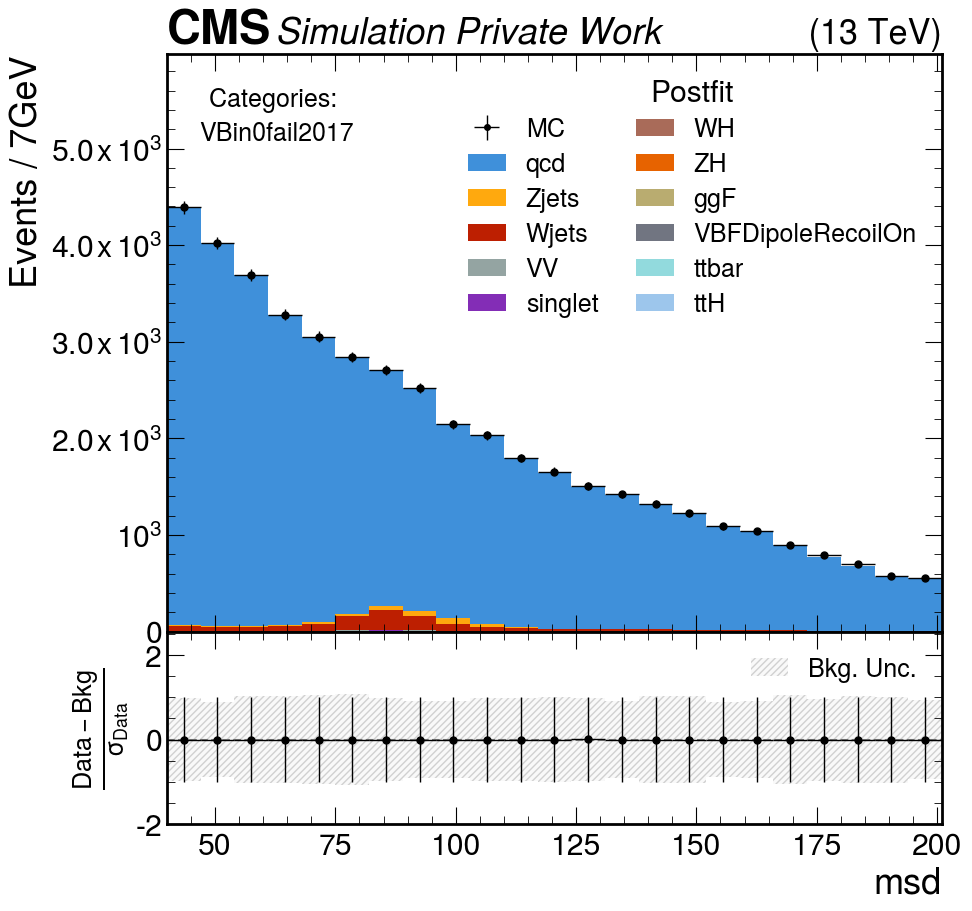 CMS Simulation Private Work (13 TeV)
Events / 7GeV
Categories:
VBin0fail2017
Postfit
MC
qcd
Zjets
Wjets
VV
singlet
WH
ZH
ggF
VBFDipoleRecoilOn
ttbar
ttH
5.0 x 10³
4.0 x 10³
3.0 x 10³
2.0 x 10³
10³
0
Data – Bkg
σData
2
0
-2
Bkg. Unc.
50 75 100 125 150 175 200
msd